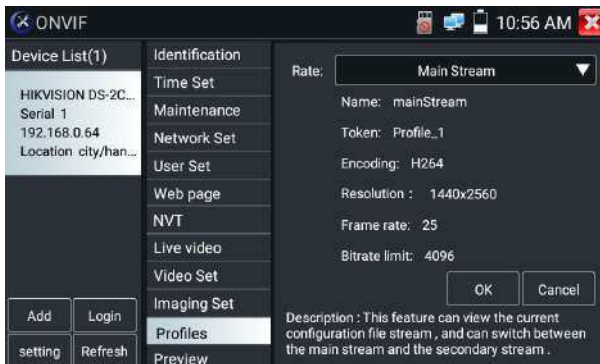 ONVIF
10:56 AM
Device List(1)
HIKVISION DS-2C...
Serial 1
192.168.0.64
Location city/han...
Add
Login
setting
Refresh
Identification
Time Set
Maintenance
Network Set
User Set
Web page
NVT
Live video
Video Set
Imaging Set
Profiles
Preview
Rate:
Main Stream
Name: mainStream
Token: Profile_1
Encoding: H264
Resolution : 1440x2560
Frame rate: 25
Bitrate limit: 4096
OK
Cancel
Description : This feature can view the current
configuration file stream , and can switch between
the main stream and the secondary stream .